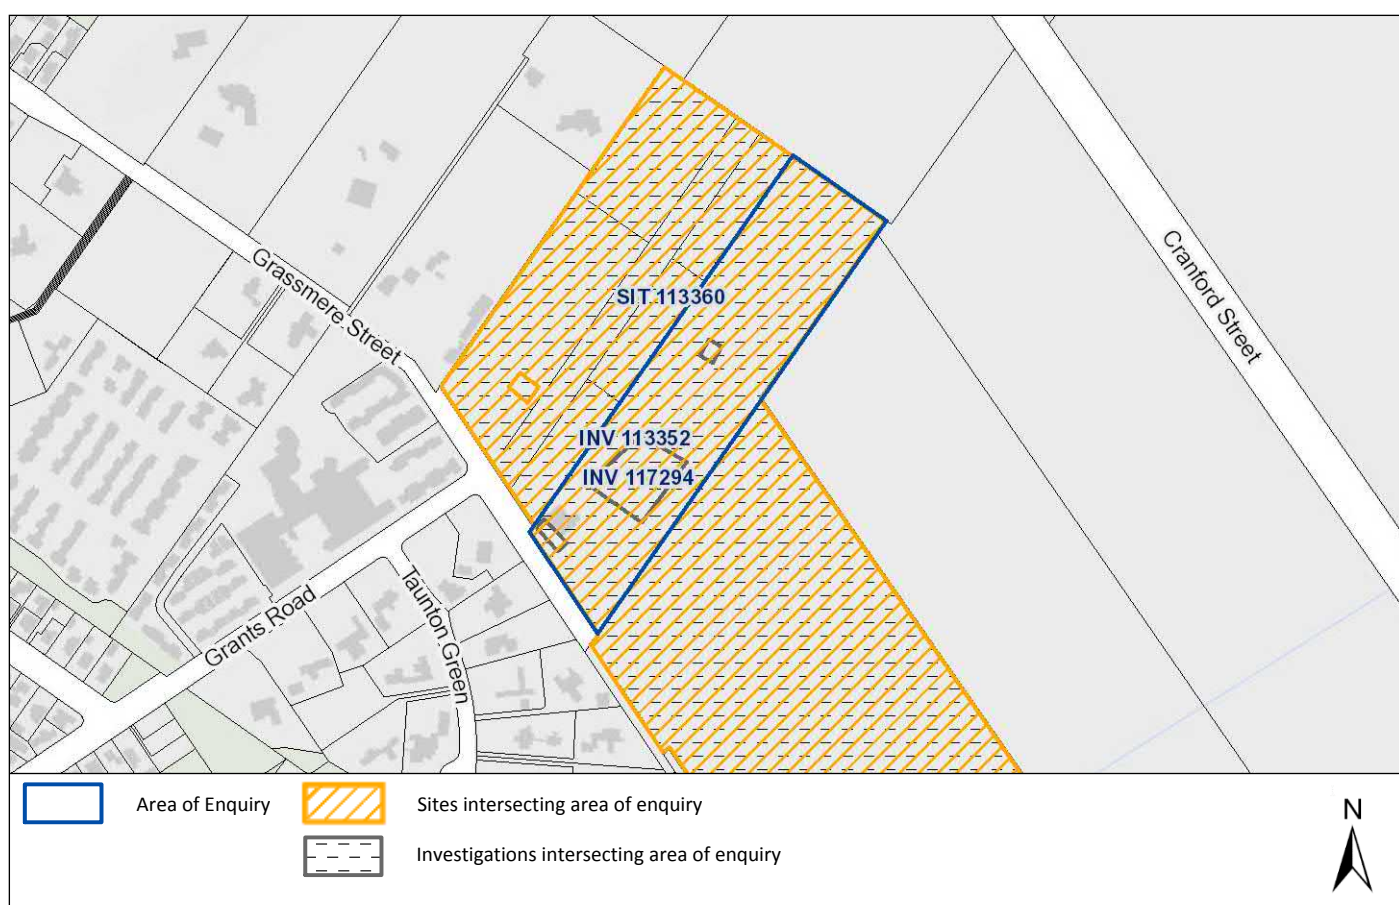 Cranford Street
Grassmere Street
SIT 113360
INV 113352
INV 117294
Grants Road
Taunton Green
Area of Enquiry
Sites intersecting area of enquiry
Investigations intersecting area of enquiry
N